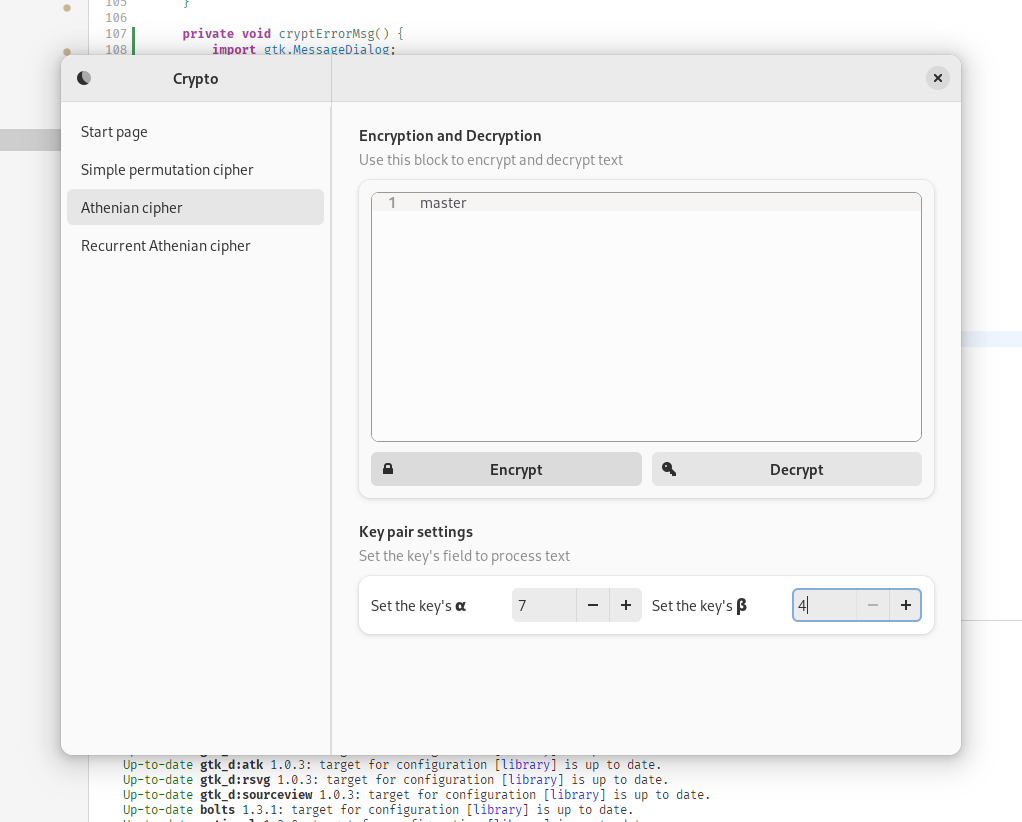 105 }
106
107 private void cryptErrorMsg() {
108 import gtk.MessageDialog;
Crypto
Start page
Simple permutation cipher
Athenian cipher
Recurrent Athenian cipher
Encryption and Decryption
Use this block to encrypt and decrypt text
1 master
Encrypt
Decrypt
Key pair settings
Set the key's field to process text
Set the key's α 7 − +
Set the key's β 4 − +
Up-to-date gtk_d:atk 1.0.3: target for configuration [library] is up to date.
Up-to-date gtk_d:rsvg 1.0.3: target for configuration [library] is up to date.
Up-to-date gtk_d:sourceview 1.0.3: target for configuration [library] is up to date.
Up-to-date bolts 1.3.1: target for configuration [library] is up to date.